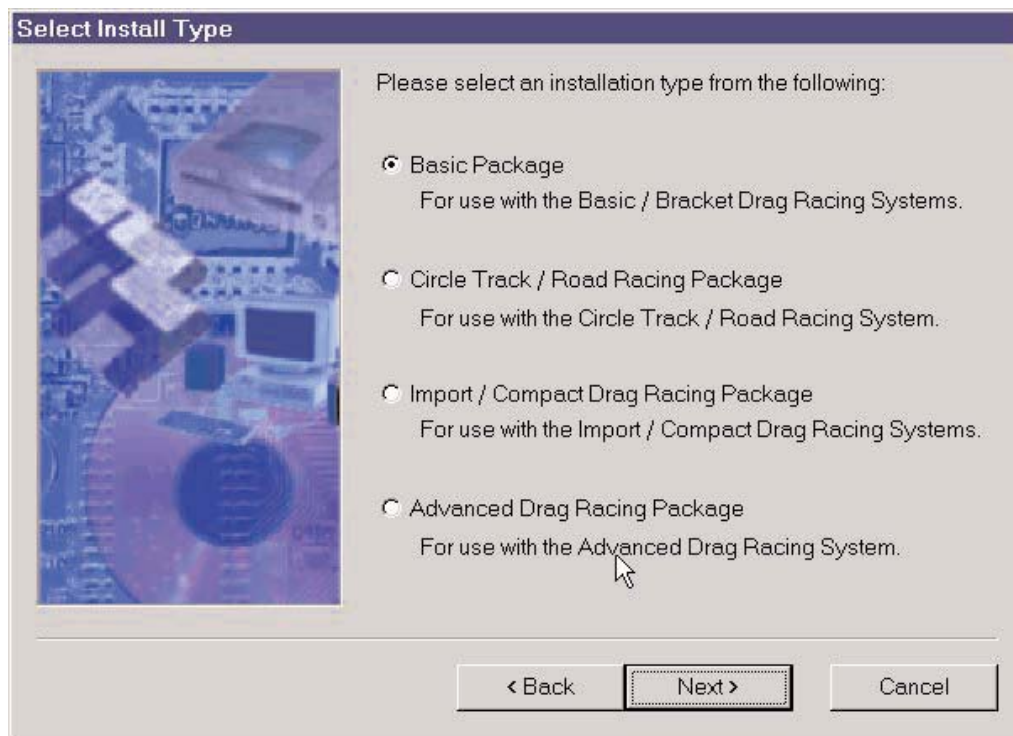 Select Install Type
Please select an installation type from the following:
Basic Package
For use with the Basic / Bracket Drag Racing Systems.
Circle Track / Road Racing Package
For use with the Circle Track / Road Racing System.
Import / Compact Drag Racing Package
For use with the Import / Compact Drag Racing Systems.
Advanced Drag Racing Package
For use with the Advanced Drag Racing System.
< Back
Next >
Cancel